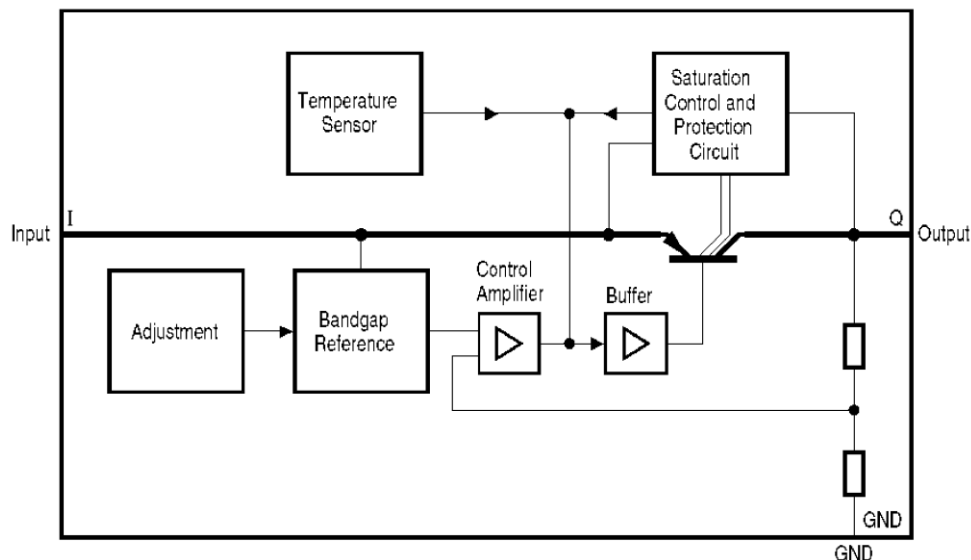 Temperature
Sensor
Saturation
Control and
Protection
Circuit
I
Q
Input
Output
Adjustment
Bandgap
Reference
Control
Amplifier
Buffer
GND
GND